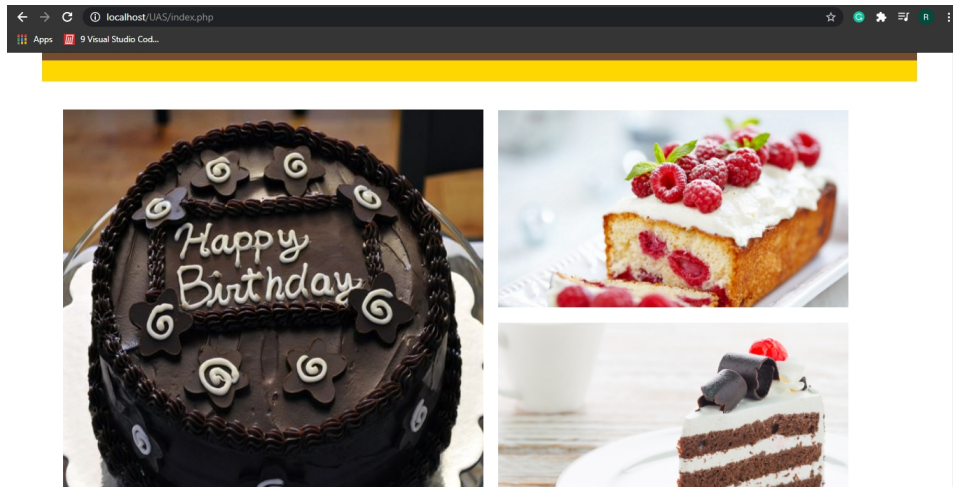 localhost/UAS/index.php
R
Apps
9 Visual Studio Cod...
Happy
Birthday